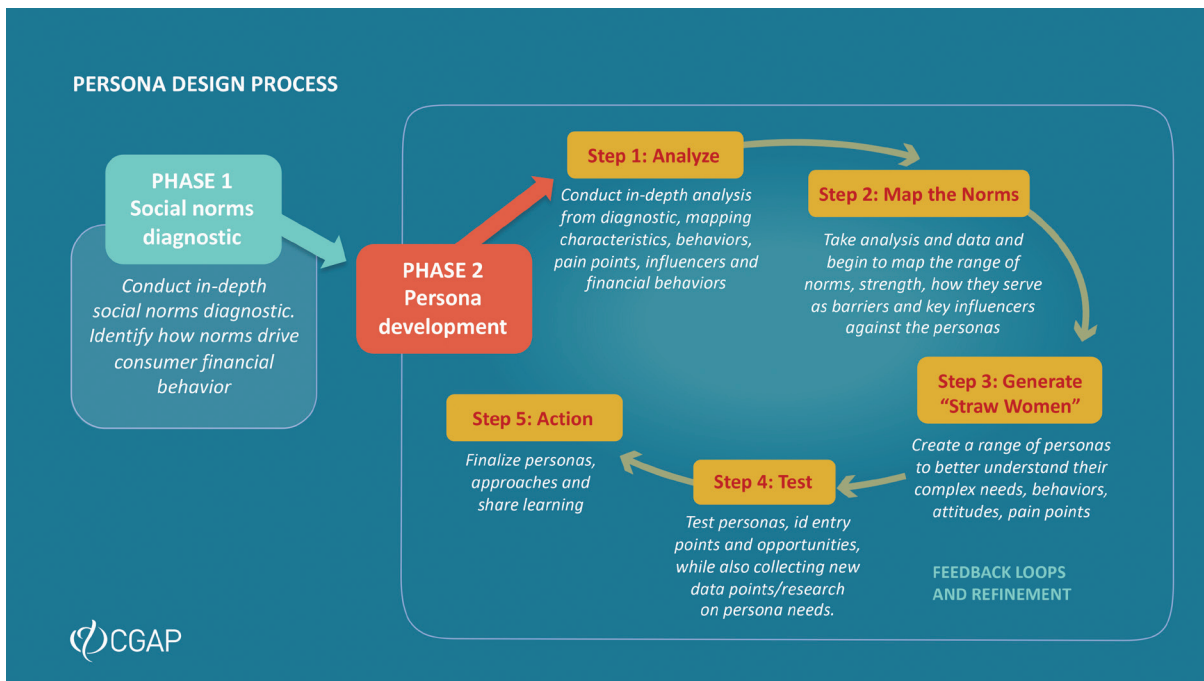 PERSONA DESIGN PROCESS
PHASE 1
Social norms
diagnostic
Conduct in-depth
social norms diagnostic.
Identify how norms drive
consumer financial
behavior
PHASE 2
Persona
development
Step 1: Analyze
Conduct in-depth analysis
from diagnostic, mapping
characteristics, behaviors,
pain points, influencers and
financial behaviors
Step 2: Map the Norms
Take analysis and data and
begin to map the range of
norms, strength, how they serve
as barriers and key influencers
against the personas
Step 3: Generate
“Straw Women”
Create a range of personas
to better understand their
complex needs, behaviors,
attitudes, pain points
Step 4: Test
Test personas, id entry
points and opportunities,
while also collecting new
data points/research
on persona needs.
Step 5: Action
Finalize personas,
approaches and
share learning
FEEDBACK LOOPS
AND REFINEMENT
CGAP